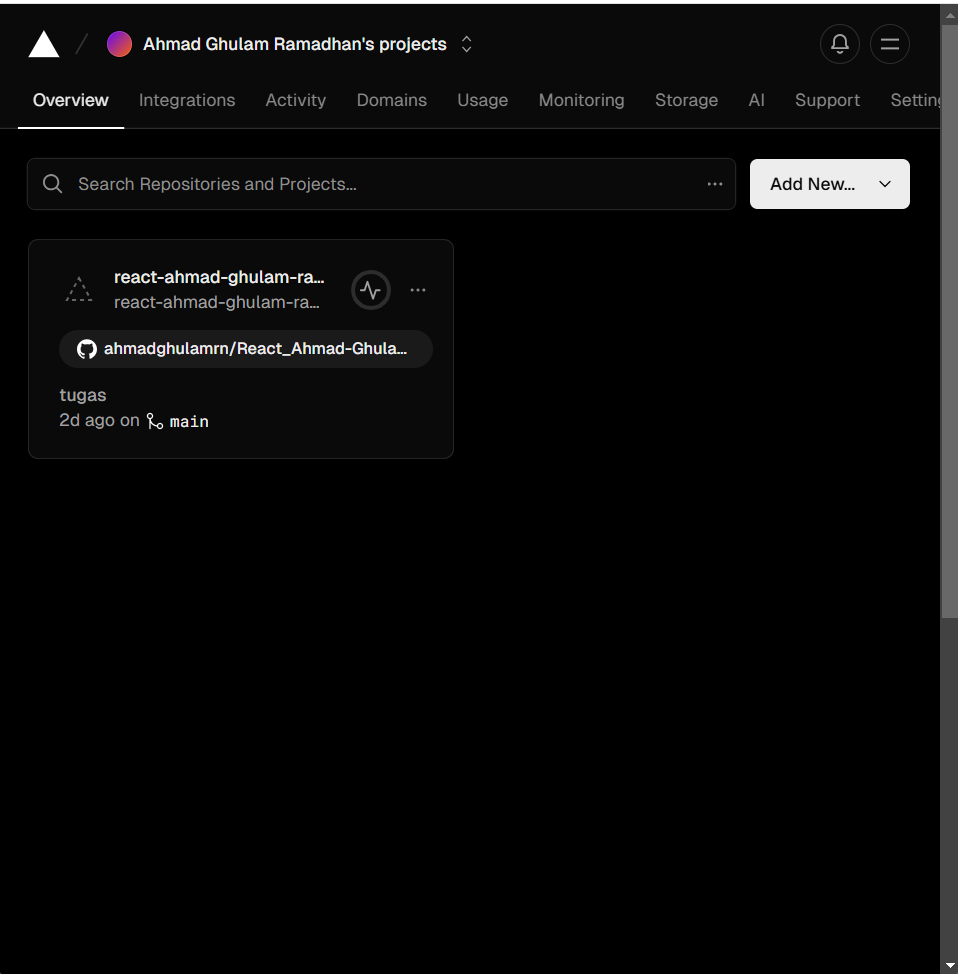 Ahmad Ghulam Ramadhan's projects
Overview Integrations Activity Domains Usage Monitoring Storage AI Support Setting
Search Repositories and Projects... Add New...
react-ahmad-ghulam-ra...
react-ahmad-ghulam-ra...
ahmadghulamrn/React_Ahmad-Ghula...
tugas
2d ago on main